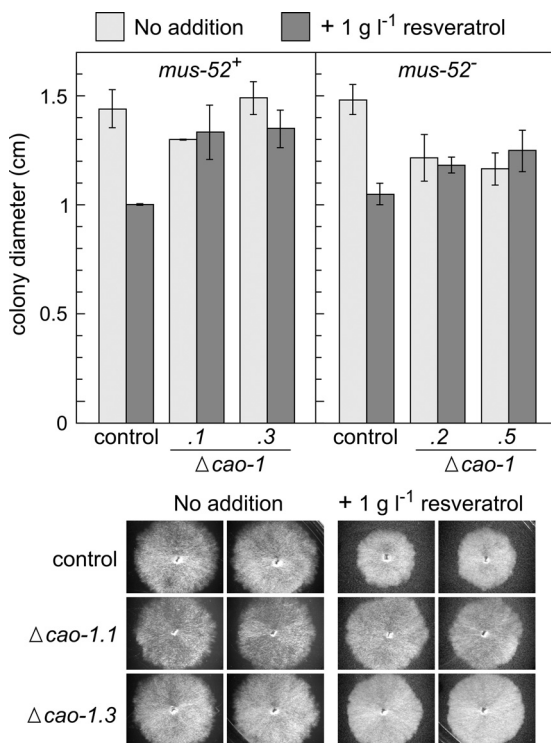 No addition + 1 g l⁻¹ resveratrol
mus-52⁺ mus-52⁻
colony diameter (cm)
1.5
1
0.5
0
control .1 .3 control .2 .5
Δcao-1 Δcao-1
No addition + 1 g l⁻¹ resveratrol
control
Δcao-1.1
Δcao-1.3